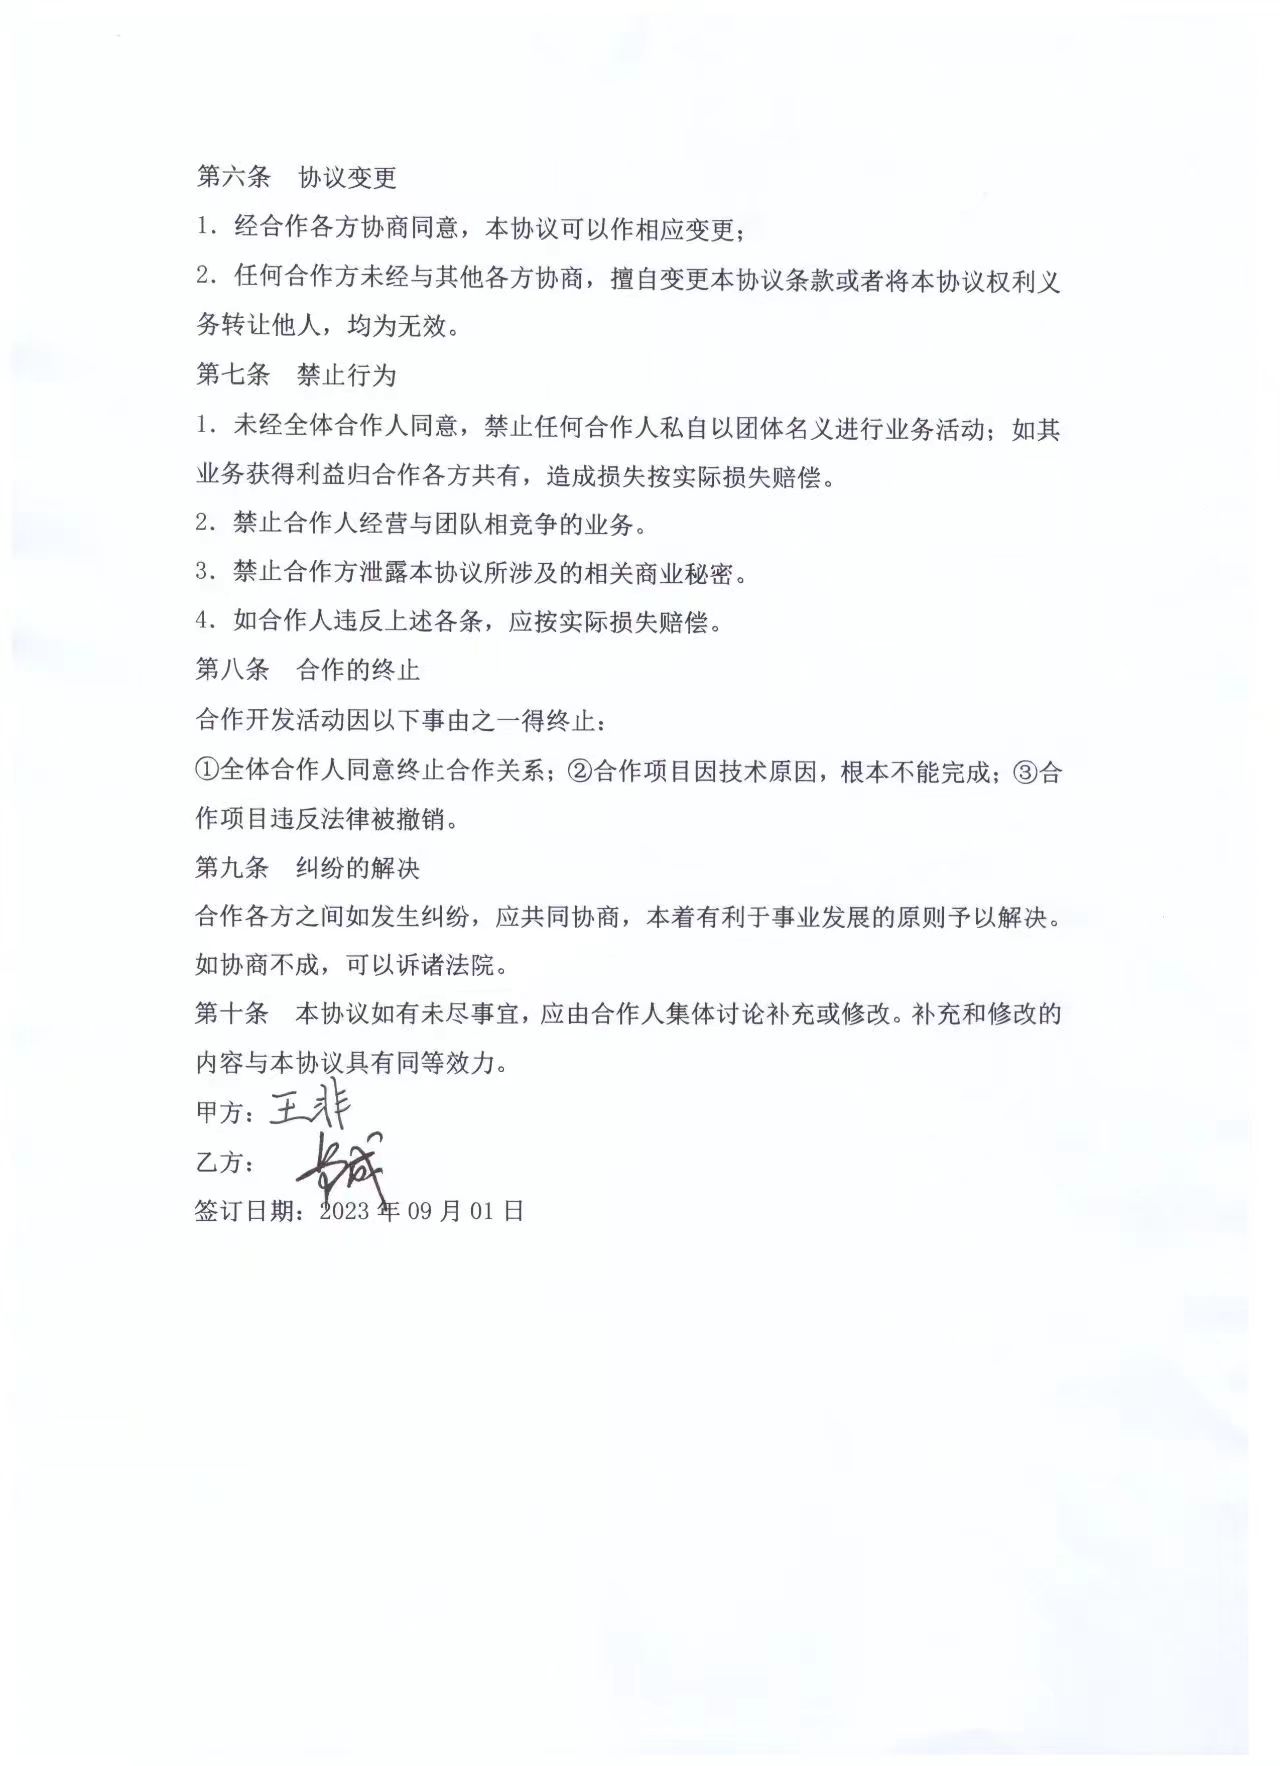 第六条　协议变更
1. 经合作各方协商同意，本协议可以作相应变更；
2. 任何合作方未经与其他各方协商，擅自变更本协议条款或者将本协议权利义
务转让他人，均为无效。
第七条　禁止行为
1. 未经全体合作人同意，禁止任何合作人私自以团体名义进行业务活动；如其
业务获得利益归合作各方共有，造成损失按实际损失赔偿。
2. 禁止合作人经营与团队相竞争的业务。
3. 禁止合作方泄露本协议所涉及的相关商业秘密。
4. 如合作人违反上述各条，应按实际损失赔偿。
第八条　合作的终止
合作开发活动因以下事由之一得终止：
①全体合作人同意终止合作关系；②合作项目因技术原因，根本不能完成；③合
作项目违反法律被撤销。
第九条　纠纷的解决
合作各方之间如发生纠纷，应共同协商，本着有利于事业发展的原则予以解决。
如协商不成，可以诉诸法院。
第十条　本协议如有未尽事宜，应由合作人集体讨论补充或修改。补充和修改的
内容与本协议具有同等效力。
甲方：王非
乙方：
签订日期：2023 年 09 月 01 日